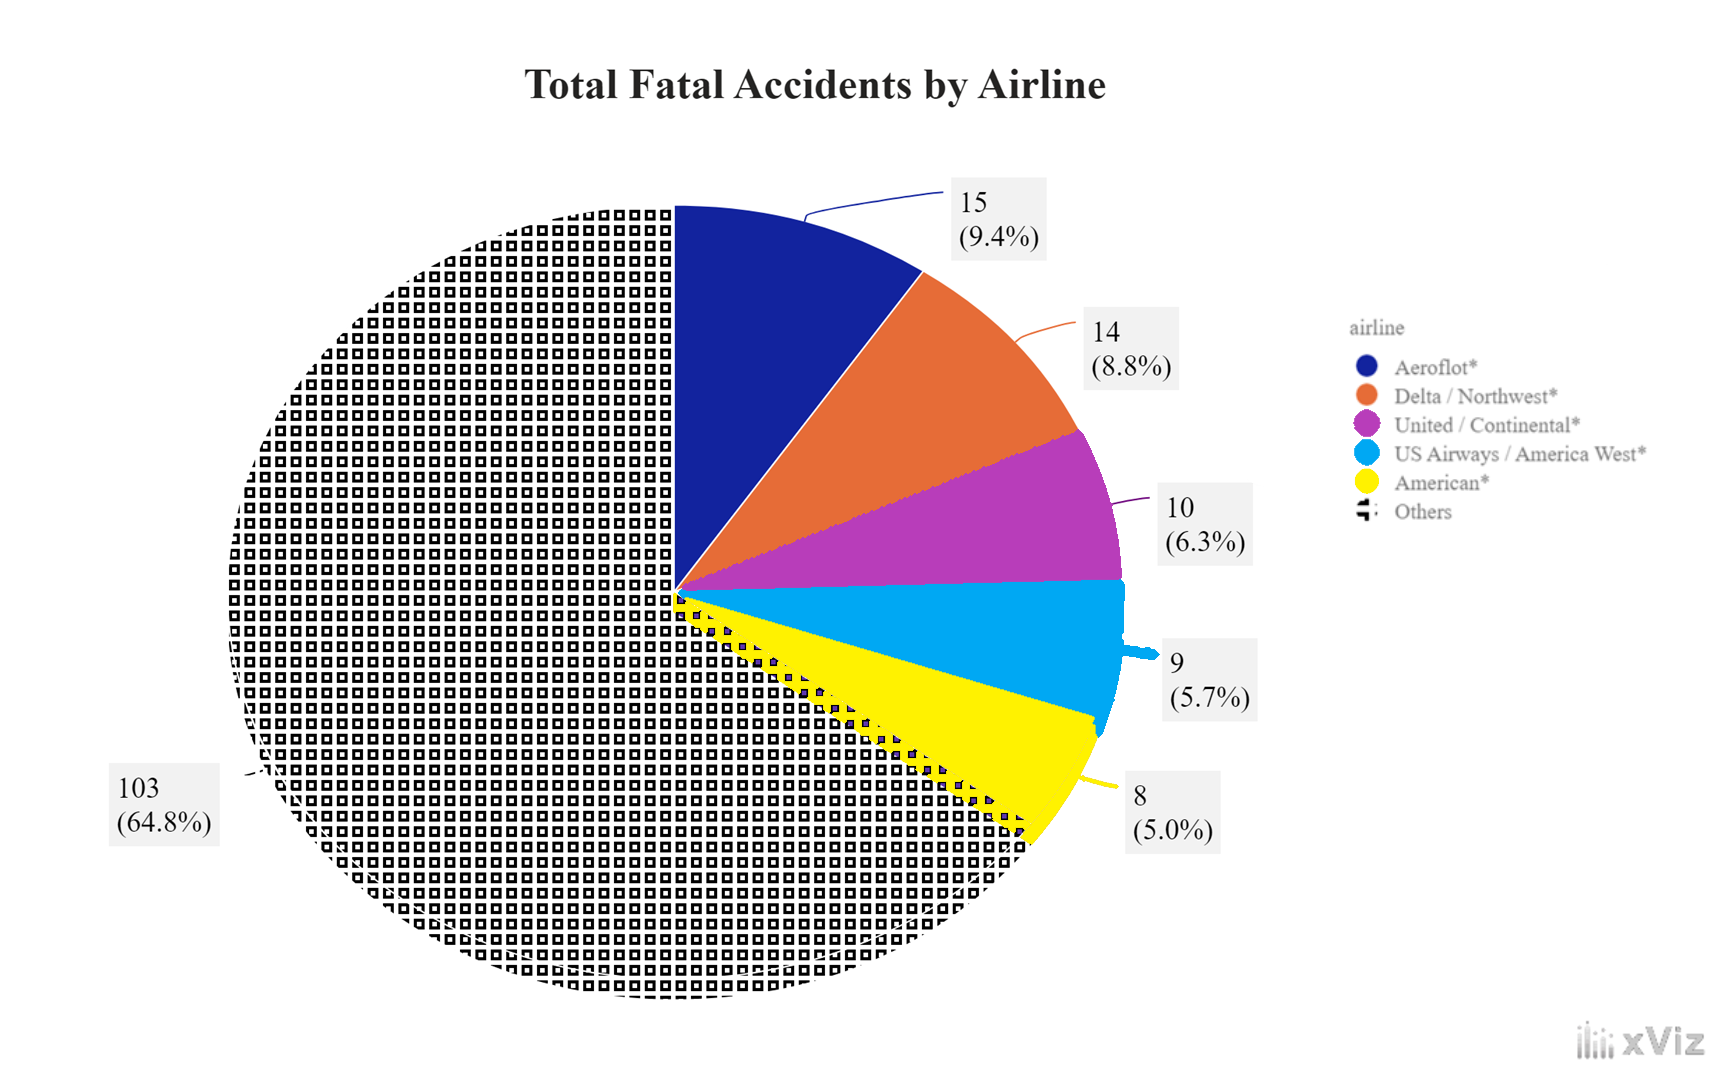 Total Fatal Accidents by Airline
15
(9.4%)
14
(8.8%)
10
(6.3%)
9
(5.7%)
8
(5.0%)
103
(64.8%)
airline
Aeroflot*
Delta / Northwest*
United / Continental*
US Airways / America West*
American*
Others
xViz